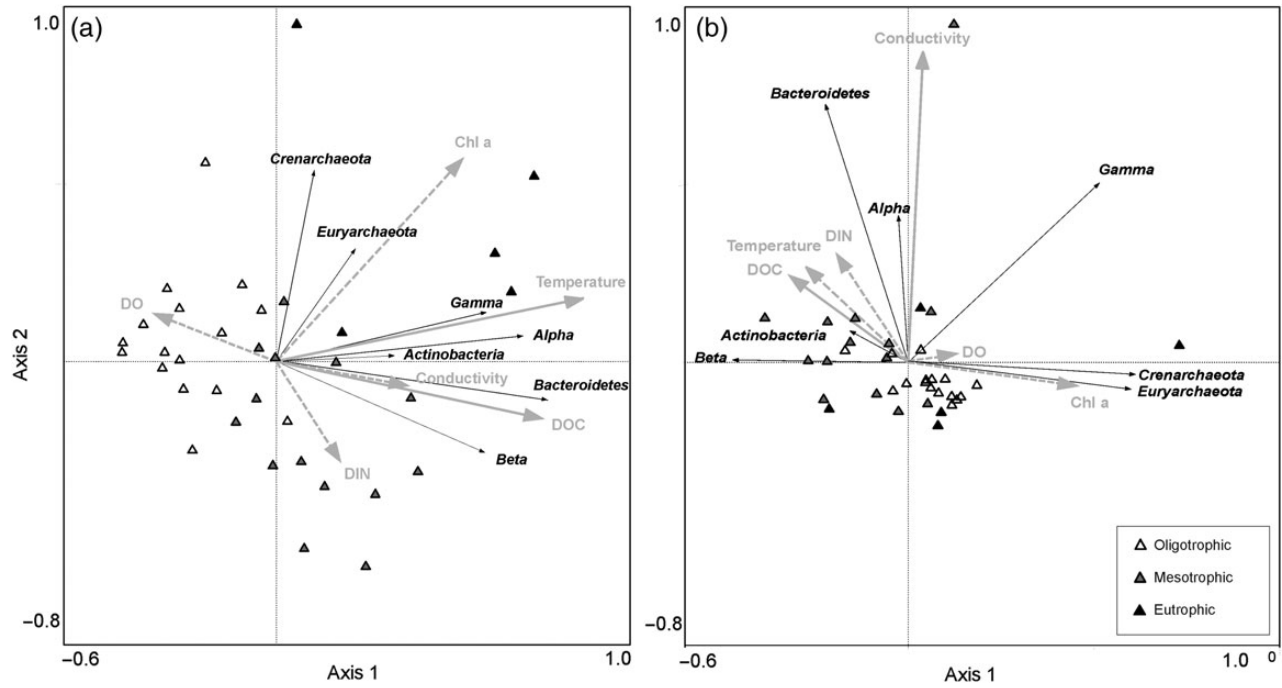 (a)
1.0
Chl a
Crenarchaeota
Euryarchaeota
DO
Temperature
Gamma
Alpha
Actinobacteria
Conductivity
Bacteroidetes
DOC
Beta
DIN
Axis 2
−0.8
−0.6
Axis 1
1.0
(b)
1.0
Conductivity
Bacteroidetes
Gamma
Alpha
DIN
Temperature
DOC
Actinobacteria
DO
Beta
Crenarchaeota
Euryarchaeota
Chl a
Oligotrophic
Mesotrophic
Eutrophic
−0.8
−0.6
Axis 1
1.0
0